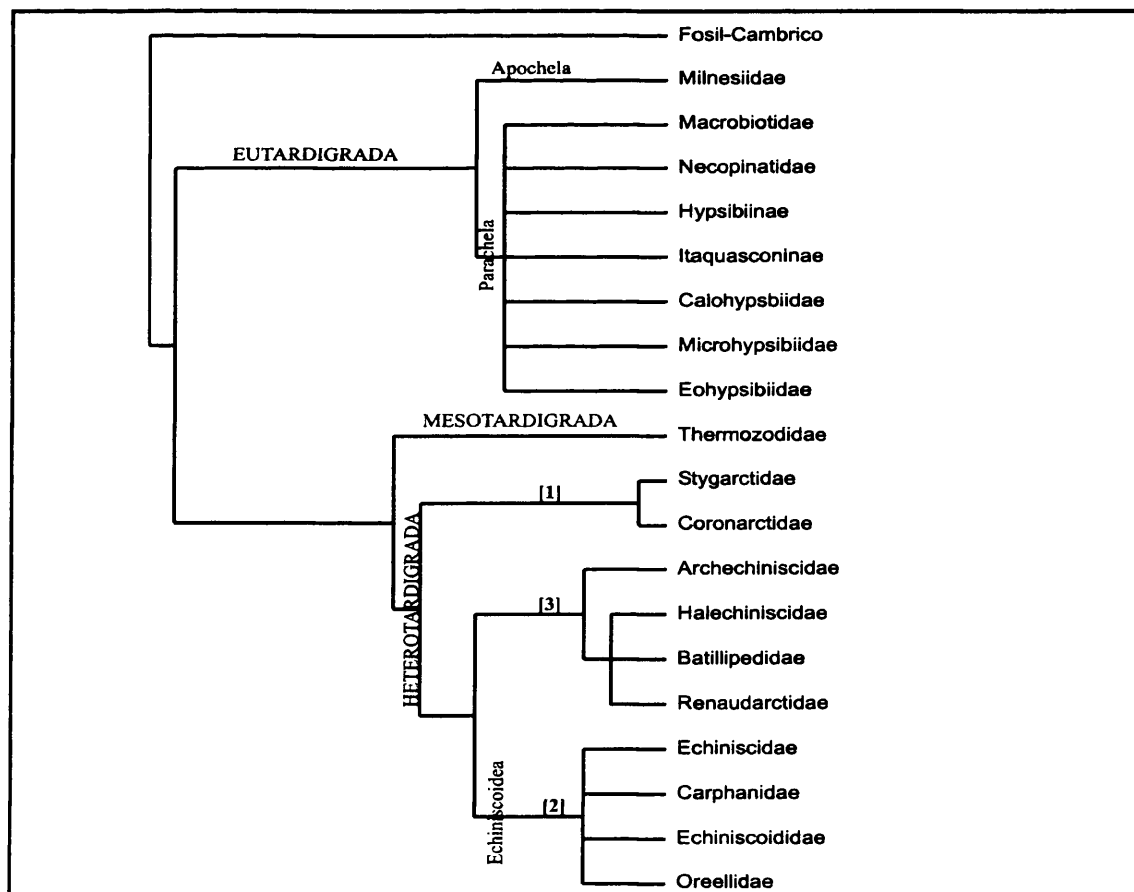 Fosil-Cambrico
Apochela
Milnesiidae
Macrobiotidae
EUTARDIGRADA
Necopinatidae
Hypsibiinae
Parachela
Itaquasconinae
Calohypsbiidae
Microhypsibiidae
Eohypsibiidae
MESOTARDIGRADA
Thermozodidae
Stygarctidae
[1]
Coronarctidae
HETEROTARDIGRADA
Archechiniscidae
[3]
Halechiniscidae
Batillipedidae
Renaudarctidae
Echiniscidae
Carphanidae
Echiniscoidea
[2]
Echiniscoididae
Oreellidae